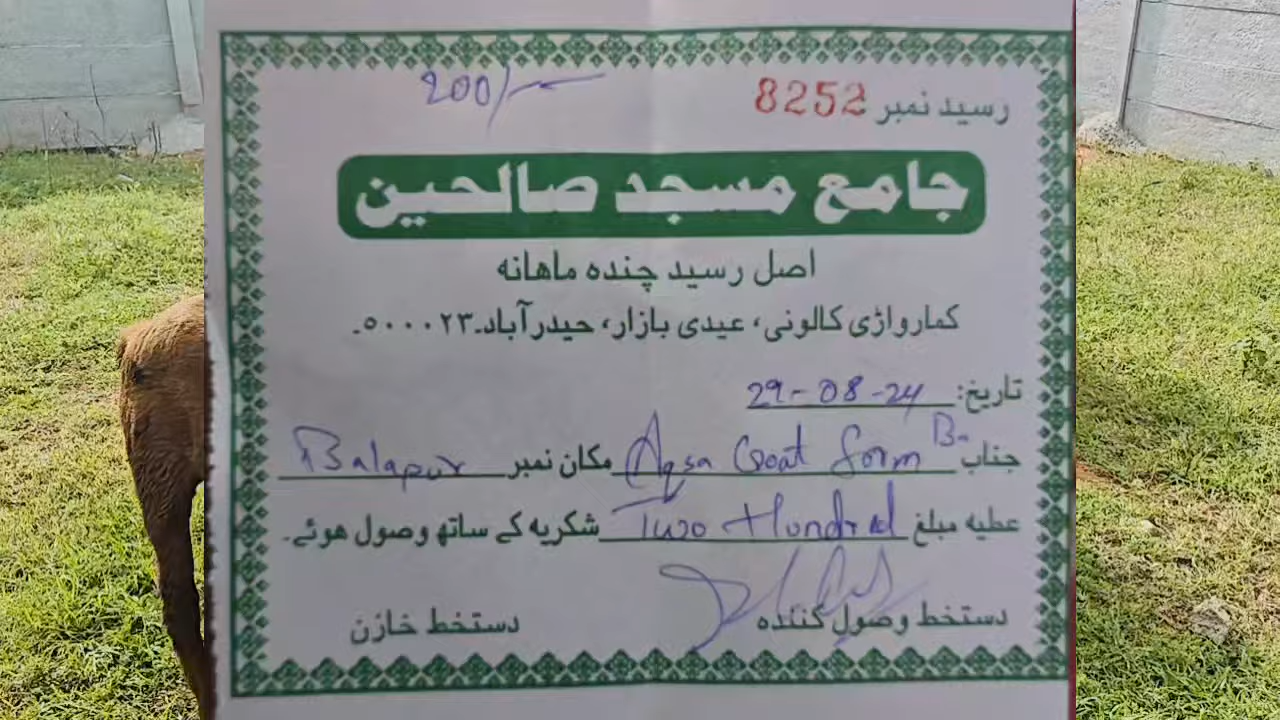 رسید نمبر 8252
200/-
جامع مسجد صالحین
اصل رسید چندہ ماہانہ
کمارواڑی کالونی، عیدی بازار، حیدرآباد۔۵۰۰۰۲۳۔
تاریخ: 29-08-24
جناب Aqsa Goat form مکان نمبر Balapur
عطیہ مبلغ Two Hundred شکریہ کے ساتھ وصول ہوئے۔
دستخط وصول کنندہ دستخط خازن